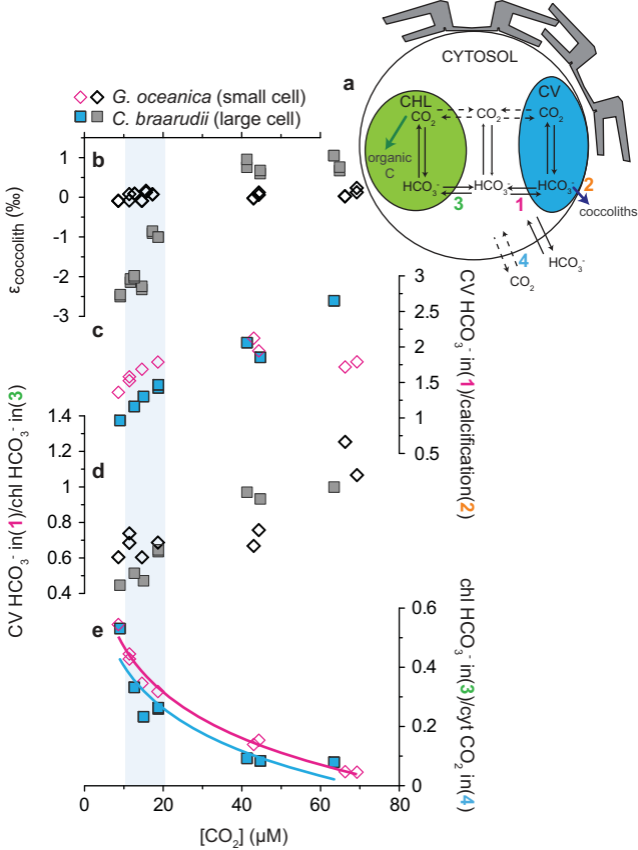 CYTOSOL
a
CHL
CO₂
CO₂
CV
CO₂
organic
C
HCO₃⁻
HCO₃⁻
HCO₃⁻
2
3
1
coccoliths
4
HCO₃⁻
CO₂
G. oceanica (small cell)
C. braarudii (large cell)
b
1
0
-1
-2
-3
εcoccolith (‰)
c
3
2.5
2
1.5
1
0.5
CV HCO₃⁻ in(1)/calcification(2)
d
1.4
1.2
1
0.8
0.6
0.4
CV HCO₃⁻ in(1)/chl HCO₃⁻ in(3)
e
0.6
0.4
0.2
0
chl HCO₃⁻ in(3)/cyt CO₂ in(4)
0 20 40 60 80
[CO₂] (µM)